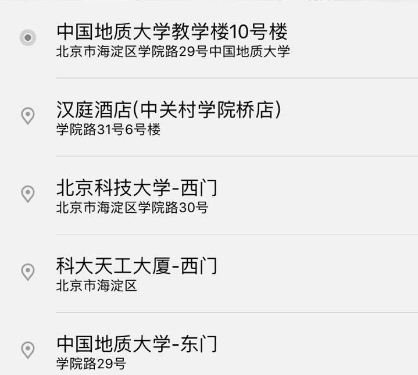 中国地质大学教学楼10号楼
北京市海淀区学院路29号中国地质大学
汉庭酒店(中关村学院桥店)
学院路31号6号楼
北京科技大学-西门
北京市海淀区学院路30号
科大天工大厦-西门
北京市海淀区
中国地质大学-东门
学院路29号